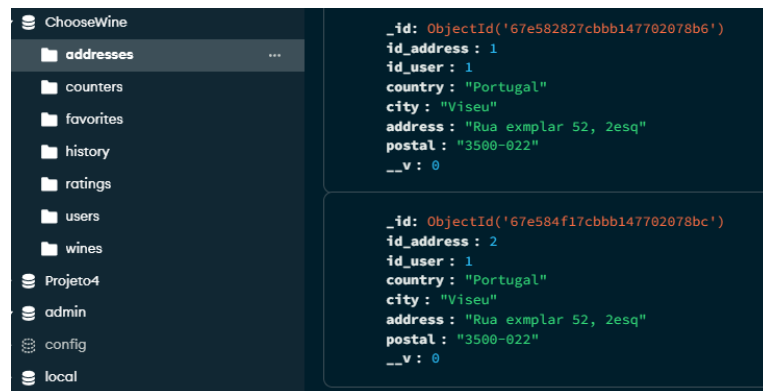 ChooseWine
addresses
counters
favorites
history
ratings
users
wines
Projeto4
admin
config
local
_id: ObjectId('67e582827cbbb147702078b6')
id_address : 1
id_user : 1
country : "Portugal"
city : "Viseu"
address : "Rua exmplar 52, 2esq"
postal : "3500-022"
__v : 0
_id: ObjectId('67e584f17cbbb147702078bc')
id_address : 2
id_user : 1
country : "Portugal"
city : "Viseu"
address : "Rua exmplar 52, 2esq"
postal : "3500-022"
__v : 0